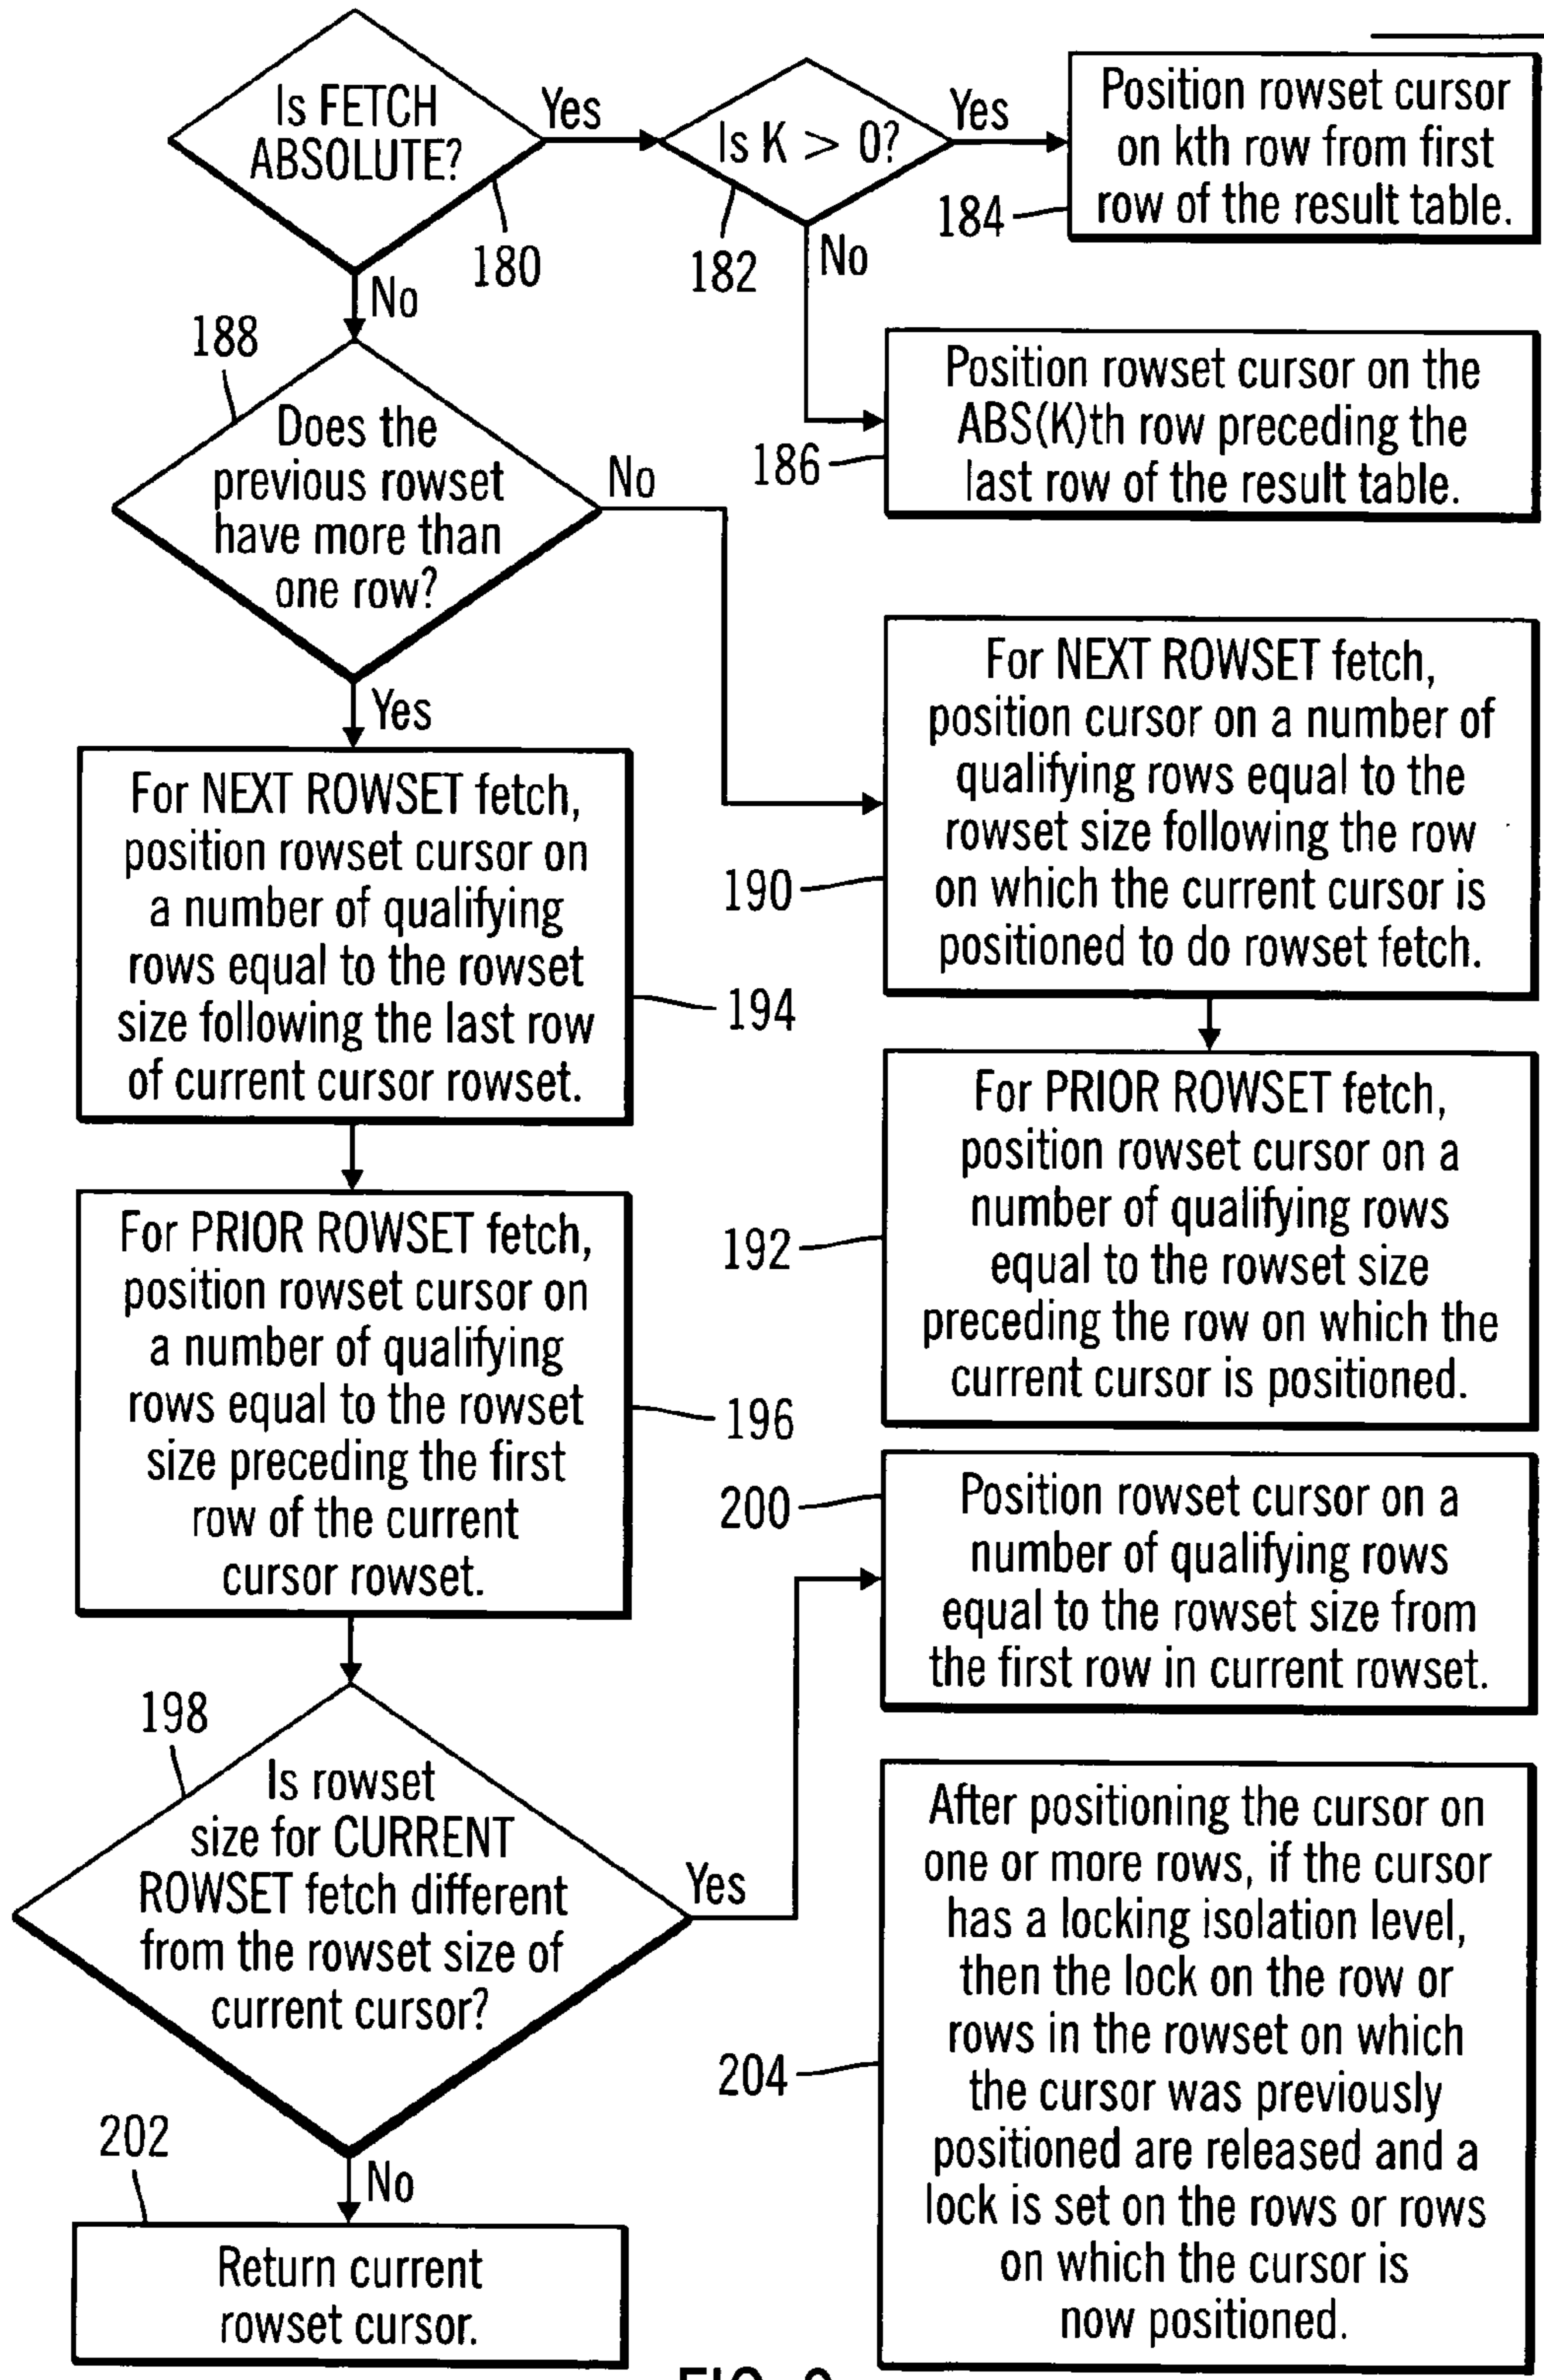 Is FETCH
ABSOLUTE?
Yes
180
No
Is K > 0?
Yes
182
No
Position rowset cursor
on kth row from first
row of the result table.
184
Position rowset cursor on the
ABS(K)th row preceding the
last row of the result table.
186
188
Does the
previous rowset
have more than
one row?
No
Yes
For NEXT ROWSET fetch,
position cursor on a number of
qualifying rows equal to the
rowset size following the row
on which the current cursor is
positioned to do rowset fetch.
190
For NEXT ROWSET fetch,
position rowset cursor on
a number of qualifying
rows equal to the rowset
size following the last row
of current cursor rowset.
194
For PRIOR ROWSET fetch,
position rowset cursor on a
number of qualifying rows
equal to the rowset size
preceding the row on which the
current cursor is positioned.
192
For PRIOR ROWSET fetch,
position rowset cursor on
a number of qualifying
rows equal to the rowset
size preceding the first
row of the current
cursor rowset.
196
200
Position rowset cursor on a
number of qualifying rows
equal to the rowset size from
the first row in current rowset.
198
Is rowset
size for CURRENT
ROWSET fetch different
from the rowset size of
current cursor?
Yes
No
After positioning the cursor on
one or more rows, if the cursor
has a locking isolation level,
then the lock on the row or
rows in the rowset on which
the cursor was previously
positioned are released and a
lock is set on the rows or rows
on which the cursor is
now positioned.
204
202
Return current
rowset cursor.